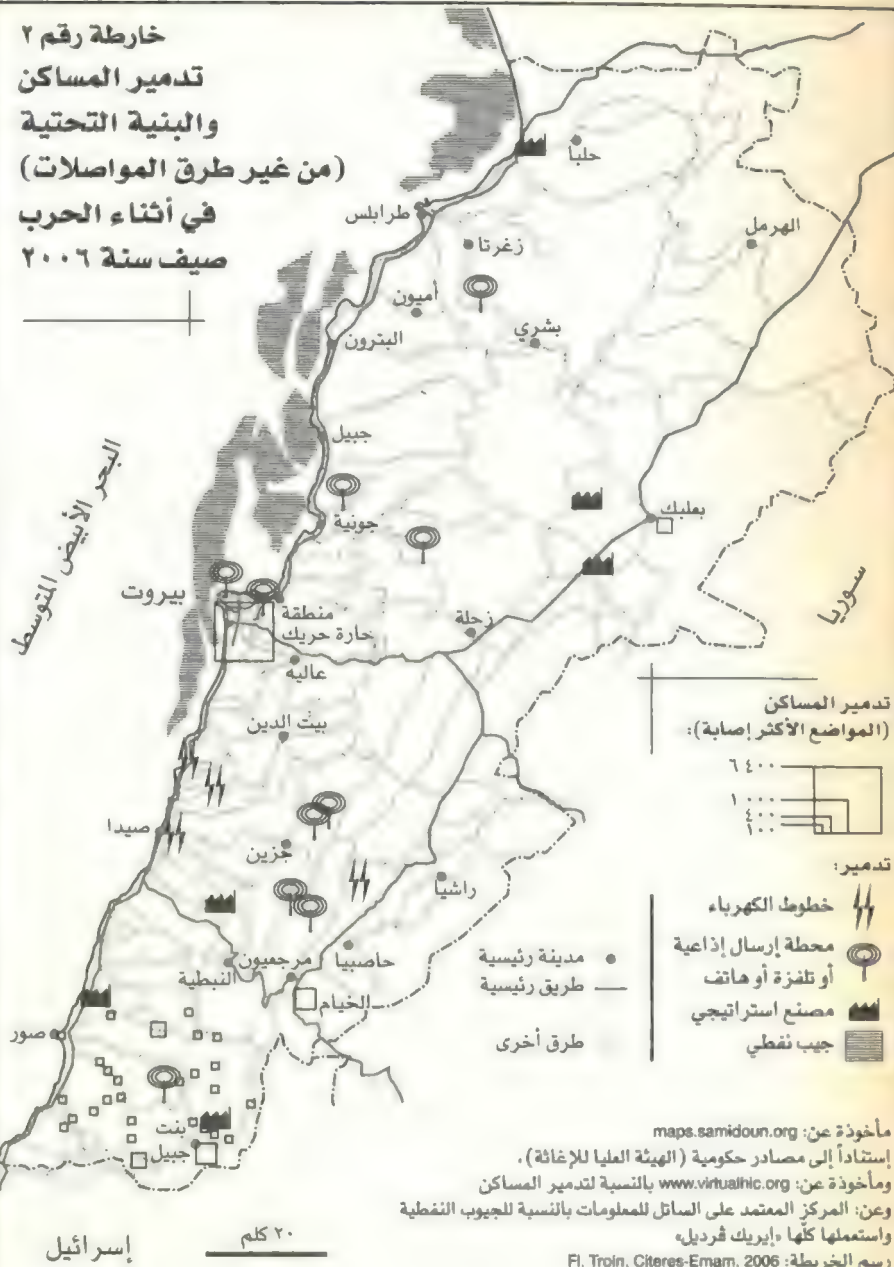 خارطة رقم ٢
تدمير المساكن
والبنية التحتية
(من غير طرق المواصلات)
في أثناء الحرب
صيف سنة ٢٠٠٦
حلبا
طرابلس
زغرتا
الهرمل
أميون
بشري
البترون
جبيل
البحر الأبيض المتوسط
جونية
بعلبك
سوريا
بيروت
منطقة
حارة حريك
زحلة
عاليه
بيت الدين
صيدا
جزين
راشيا
حاصبيا
مرجعيون
النبطية
الخيام
صور
بنت
جبيل
إسرائيل
٢٠ كلم
تدمير المساكن
(المواضع الأكثر إصابة):
٦٤٠٠
١٠٠٠
٤٠٠
١٠٠
تدمير:
خطوط الكهرباء
محطة إرسال إذاعية
أو تلفزة أو هاتف
مصنع استراتيجي
جيب نفطي
مدينة رئيسية
طريق رئيسية
طرق أخرى
مأخوذة عن: maps.samidoun.org
إستناداً إلى مصادر حكومية (الهيئة العليا للإغاثة).
ومأخوذة عن: www.virtualhic.org بالنسبة لتدمير المساكن
وعن: المركز المعتمد على الساتل للمعلومات بالنسبة للجيوب النفطية
واستعملها كلّها «إيريك ڤرديل»
رسم الخريطة: Fl. Troin, Citeres-Emam, 2006